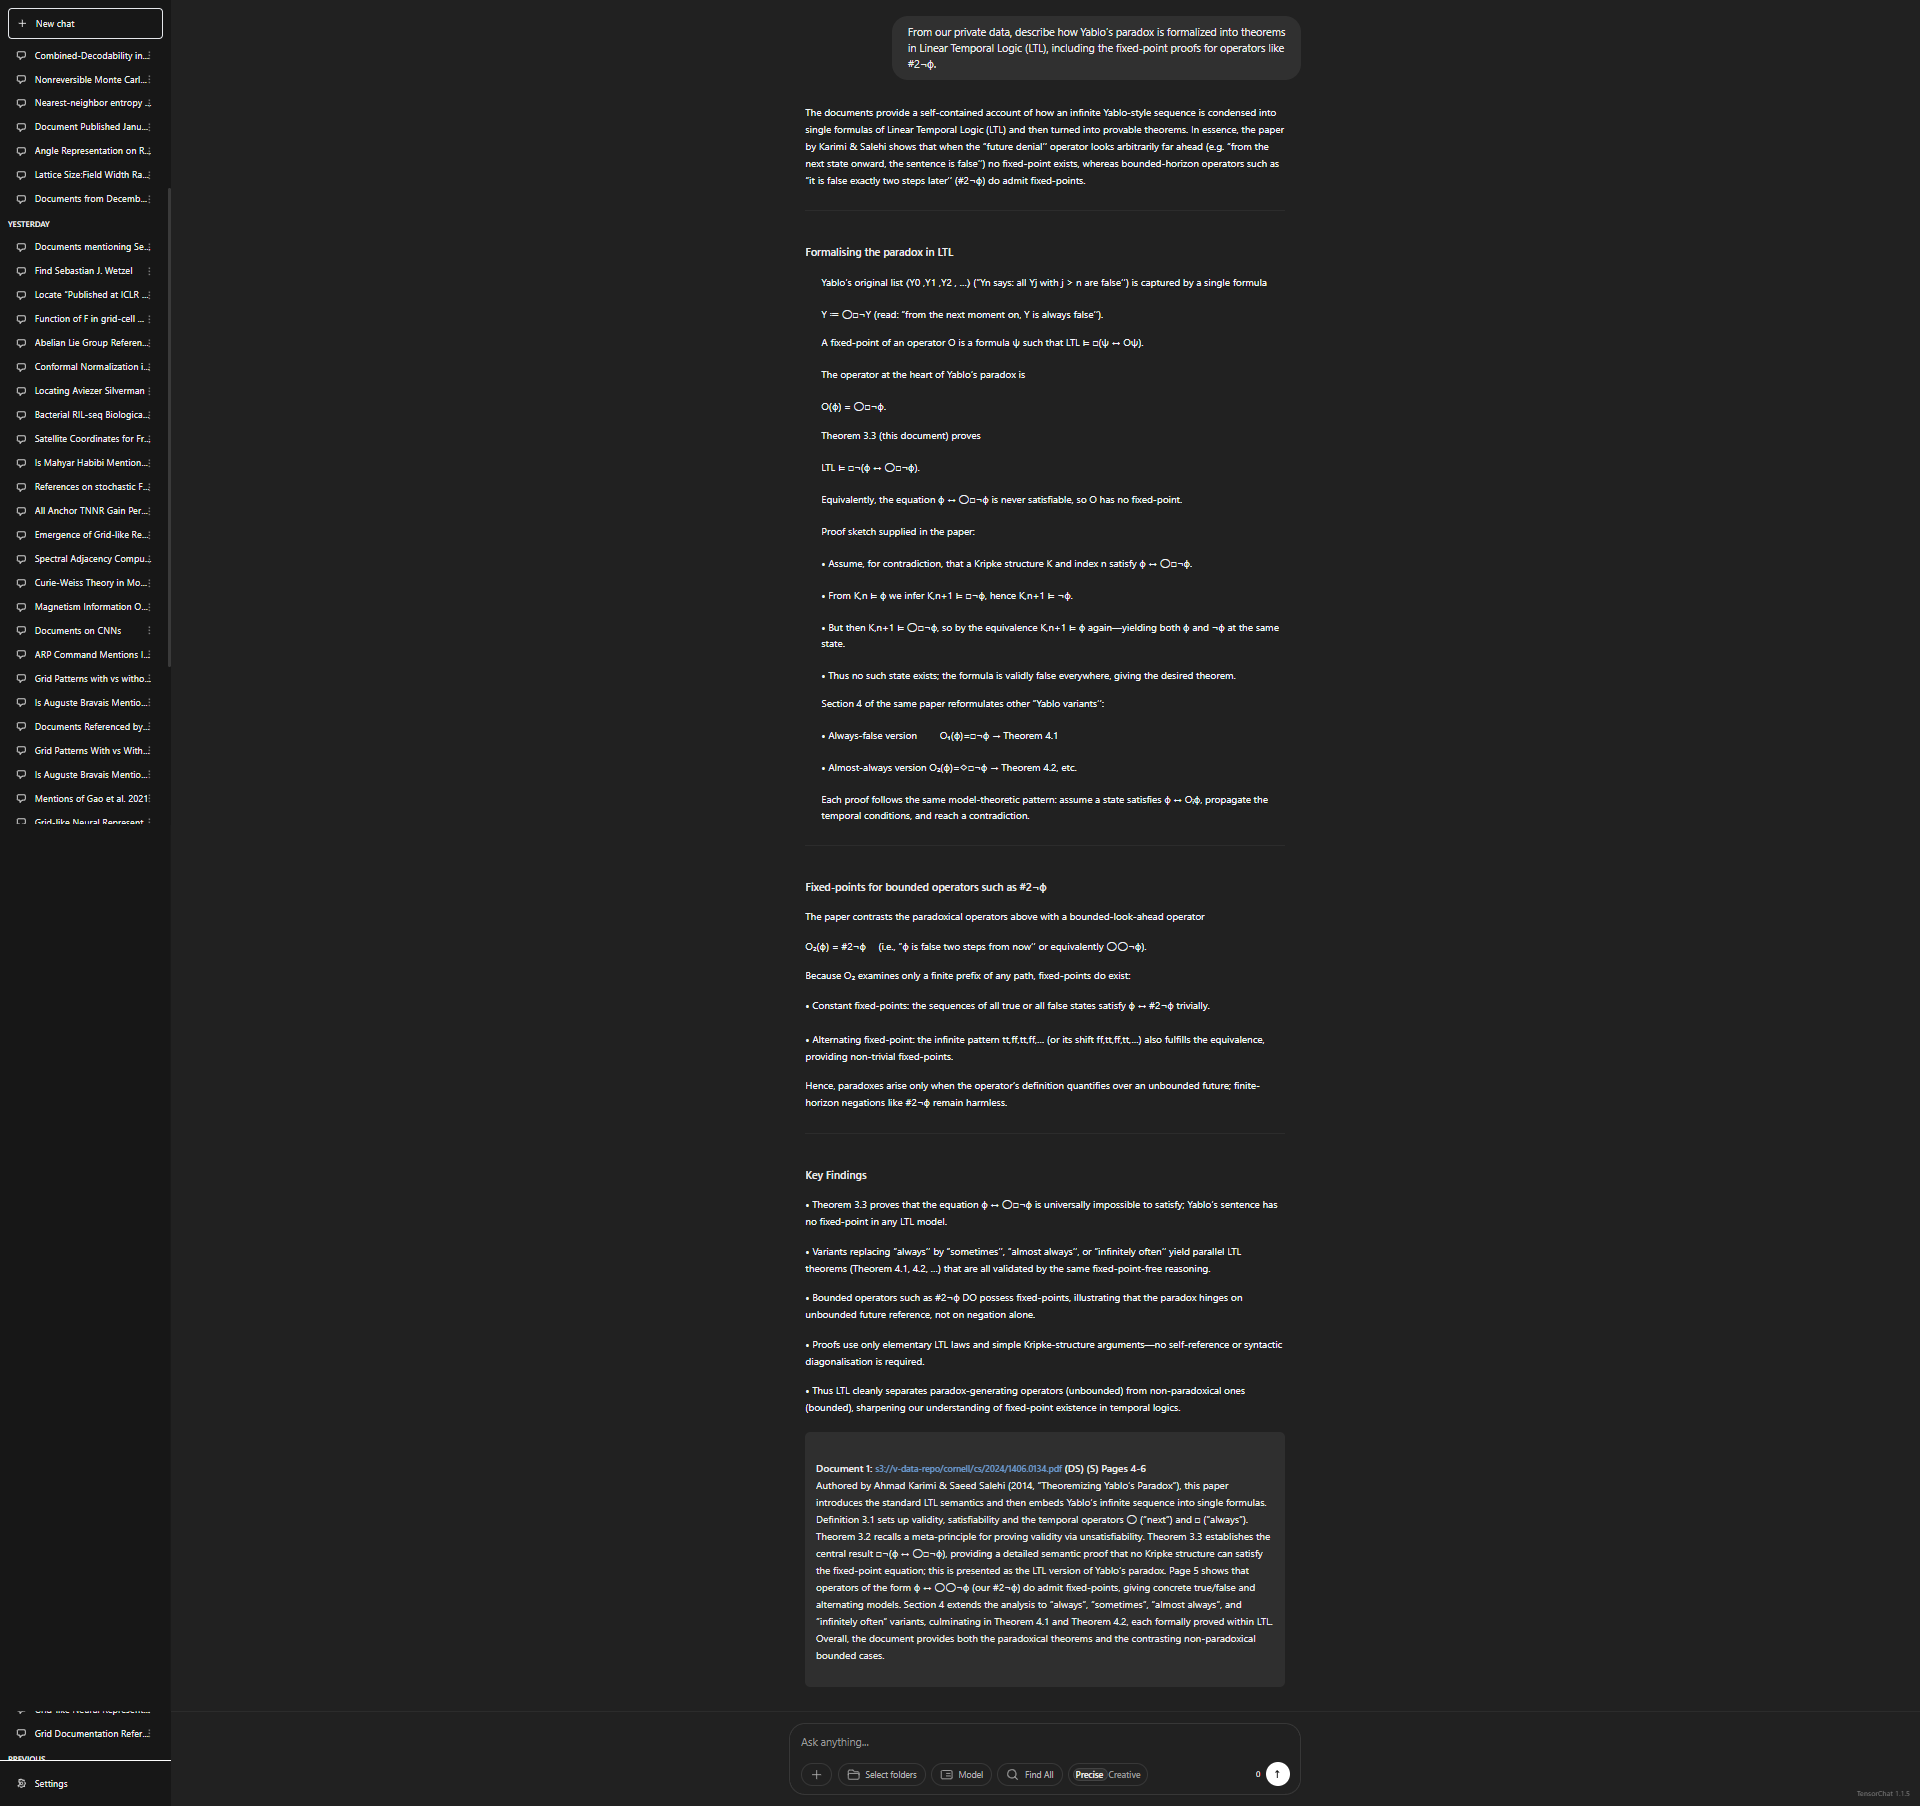 New chat
Combined-Decodability in...
Nonreversible Monte Carl...
Nearest-neighbor entropy ...
Document Published Janu...
Angle Representation on R...
Lattice Size:Field Width Ra...
Documents from Decemb...
YESTERDAY
Documents mentioning Se...
Find Sebastian J. Wetzel
Locate "Published at ICLR ...
Function of F in grid-cell ...
Abelian Lie Group Referen...
Conformal Normalization i...
Locating Aviezer Silverman
Bacterial RIL-seq Biologica...
Satellite Coordinates for Fr...
Is Mahyar Habibi Mention...
References on stochastic F...
All Anchor TNNR Gain Per...
Emergence of Grid-like Re...
Spectral Adjacency Compu...
Curie-Weiss Theory in Mo...
Magnetism Information O...
Documents on CNNs
ARP Command Mentions I...
Grid Patterns with vs witho...
Is Auguste Bravais Mentio...
Documents Referenced by...
Grid Patterns With vs With...
Is Auguste Bravais Mentio...
Mentions of Gao et al. 2021
Grid-like Neural Represent...
Grid-like Neural Represent...
Grid Documentation Refer...
PREVIOUS
Settings
From our private data, describe how Yablo's paradox is formalized into theorems
in Linear Temporal Logic (LTL), including the fixed-point proofs for operators like
#2¬ϕ.
The documents provide a self-contained account of how an infinite Yablo-style sequence is condensed into
single formulas of Linear Temporal Logic (LTL) and then turned into provable theorems. In essence, the paper
by Karimi & Salehi shows that when the "future denial" operator looks arbitrarily far ahead (e.g. "from the
next state onward, the sentence is false") no fixed-point exists, whereas bounded-horizon operators such as
"it is false exactly two steps later" (#2¬ϕ) do admit fixed-points.
Formalising the paradox in LTL
Yablo's original list (Y0 ,Y1 ,Y2 , ...) ("Yn says: all Yj with j > n are false") is captured by a single formula
Y ≔ ◯□¬Y (read: "from the next moment on, Y is always false").
A fixed-point of an operator O is a formula ψ such that LTL ⊨ □(ψ ↔ Oψ).
The operator at the heart of Yablo's paradox is
O(ϕ) = ◯□¬ϕ.
Theorem 3.3 (this document) proves
LTL ⊨ □¬(ϕ ↔ ◯□¬ϕ).
Equivalently, the equation ϕ ↔ ◯□¬ϕ is never satisfiable, so O has no fixed-point.
Proof sketch supplied in the paper:
• Assume, for contradiction, that a Kripke structure K and index n satisfy ϕ ↔ ◯□¬ϕ.
• From K,n ⊨ ϕ we infer K,n+1 ⊨ □¬ϕ, hence K,n+1 ⊨ ¬ϕ.
• But then K,n+1 ⊨ ◯□¬ϕ, so by the equivalence K,n+1 ⊨ ϕ again—yielding both ϕ and ¬ϕ at the same
state.
• Thus no such state exists; the formula is validly false everywhere, giving the desired theorem.
Section 4 of the same paper reformulates other "Yablo variants":
• Always-false version O₁(ϕ)=□¬ϕ → Theorem 4.1
• Almost-always version O₂(ϕ)=◇□¬ϕ → Theorem 4.2, etc.
Each proof follows the same model-theoretic pattern: assume a state satisfies ϕ ↔ Oᵢϕ, propagate the
temporal conditions, and reach a contradiction.
Fixed-points for bounded operators such as #2¬ϕ
The paper contrasts the paradoxical operators above with a bounded-look-ahead operator
O₂(ϕ) = #2¬ϕ (i.e., "ϕ is false two steps from now" or equivalently ◯◯¬ϕ).
Because O₂ examines only a finite prefix of any path, fixed-points do exist:
• Constant fixed-points: the sequences of all true or all false states satisfy ϕ ↔ #2¬ϕ trivially.
• Alternating fixed-point: the infinite pattern tt,ff,tt,ff,... (or its shift ff,tt,ff,tt,...) also fulfills the equivalence,
providing non-trivial fixed-points.
Hence, paradoxes arise only when the operator's definition quantifies over an unbounded future; finite-
horizon negations like #2¬ϕ remain harmless.
Key Findings
• Theorem 3.3 proves that the equation ϕ ↔ ◯□¬ϕ is universally impossible to satisfy; Yablo's sentence has
no fixed-point in any LTL model.
• Variants replacing "always" by "sometimes", "almost always", or "infinitely often" yield parallel LTL
theorems (Theorem 4.1, 4.2, ...) that are all validated by the same fixed-point-free reasoning.
• Bounded operators such as #2¬ϕ DO possess fixed-points, illustrating that the paradox hinges on
unbounded future reference, not on negation alone.
• Proofs use only elementary LTL laws and simple Kripke-structure arguments—no self-reference or syntactic
diagonalisation is required.
• Thus LTL cleanly separates paradox-generating operators (unbounded) from non-paradoxical ones
(bounded), sharpening our understanding of fixed-point existence in temporal logics.
Document 1: s3://v-data-repo/cornell/cs/2024/1406.0134.pdf (DS) (S) Pages 4-6
Authored by Ahmad Karimi & Saeed Salehi (2014, "Theoremizing Yablo's Paradox"), this paper
introduces the standard LTL semantics and then embeds Yablo's infinite sequence into single formulas.
Definition 3.1 sets up validity, satisfiability and the temporal operators ◯ ("next") and □ ("always").
Theorem 3.2 recalls a meta-principle for proving validity via unsatisfiability. Theorem 3.3 establishes the
central result □¬(ϕ ↔ ◯□¬ϕ), providing a detailed semantic proof that no Kripke structure can satisfy
the fixed-point equation; this is presented as the LTL version of Yablo's paradox. Page 5 shows that
operators of the form ϕ ↔ ◯◯¬ϕ (our #2¬ϕ) do admit fixed-points, giving concrete true/false and
alternating models. Section 4 extends the analysis to "always", "sometimes", "almost always", and
"infinitely often" variants, culminating in Theorem 4.1 and Theorem 4.2, each formally proved within LTL.
Overall, the document provides both the paradoxical theorems and the contrasting non-paradoxical
bounded cases.
Ask anything...
Select folders
Model
Find All
Precise Creative
0
TensorChat 1.1.5